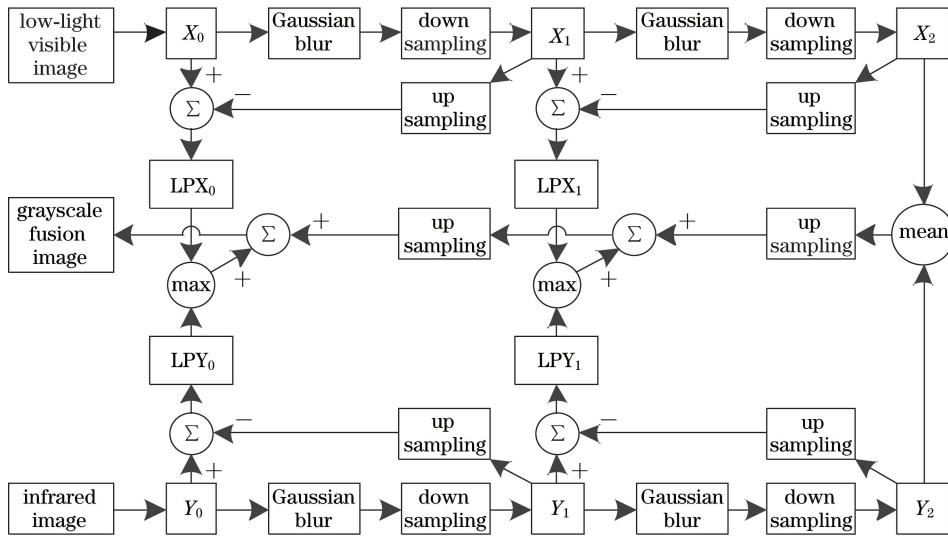 low-light
visible
image
X₀
Gaussian
blur
down
sampling
X₁
Gaussian
blur
down
sampling
X₂
+
Σ
−
up
sampling
+
Σ
−
up
sampling
LPX₀
LPX₁
grayscale
fusion
image
Σ
+
up
sampling
Σ
+
up
sampling
mean
max
+
max
+
LPY₀
LPY₁
Σ
−
up
sampling
Σ
−
up
sampling
+
+
infrared
image
Y₀
Gaussian
blur
down
sampling
Y₁
Gaussian
blur
down
sampling
Y₂